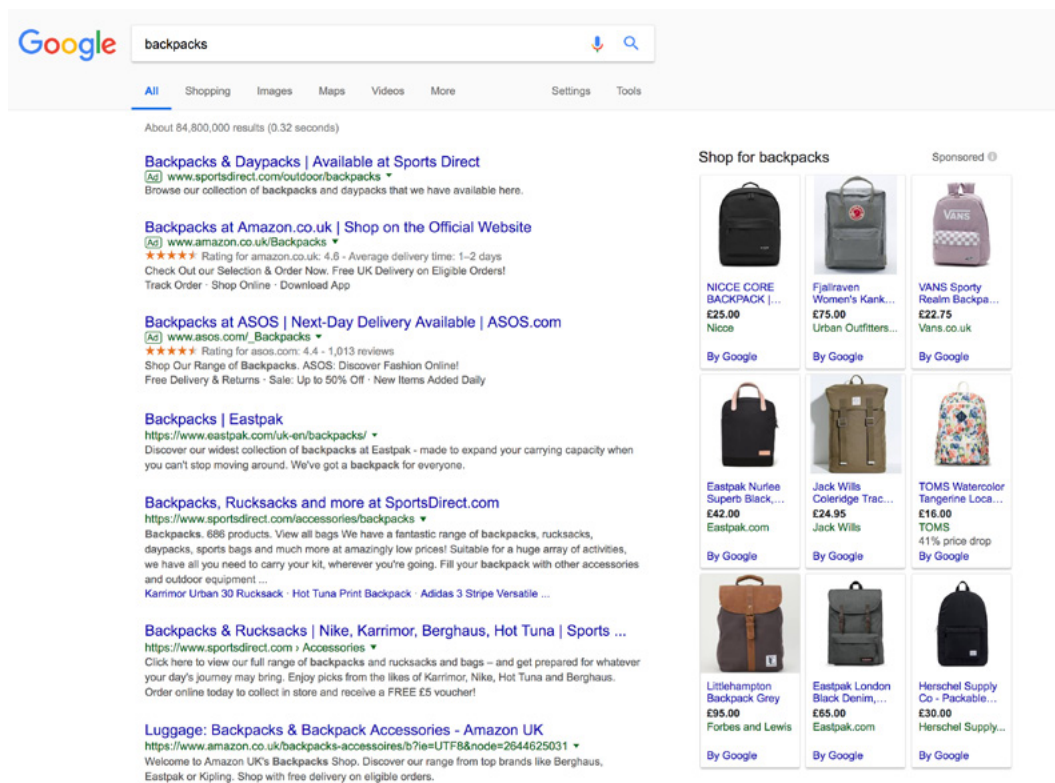 Google
backpacks
All Shopping Images Maps Videos More Settings Tools
About 84,800,000 results (0.32 seconds)
Backpacks & Daypacks | Available at Sports Direct
Ad www.sportsdirect.com/outdoor/backpacks
Browse our collection of backpacks and daypacks that we have available here.
Backpacks at Amazon.co.uk | Shop on the Official Website
Ad www.amazon.co.uk/Backpacks
Rating for amazon.co.uk: 4.6 - Average delivery time: 1–2 days
Check Out our Selection & Order Now. Free UK Delivery on Eligible Orders!
Track Order · Shop Online · Download App
Backpacks at ASOS | Next-Day Delivery Available | ASOS.com
Ad www.asos.com/_Backpacks
Rating for asos.com: 4.4 - 1,013 reviews
Shop Our Range of Backpacks. ASOS: Discover Fashion Online!
Free Delivery & Returns · Sale: Up to 50% Off · New Items Added Daily
Backpacks | Eastpak
https://www.eastpak.com/uk-en/backpacks/
Discover our widest collection of backpacks at Eastpak - made to expand your carrying capacity when
you can't stop moving around. We've got a backpack for everyone.
Backpacks, Rucksacks and more at SportsDirect.com
https://www.sportsdirect.com/accessories/backpacks
Backpacks. 686 products. View all bags We have a fantastic range of backpacks, rucksacks,
daypacks, sports bags and much more at amazingly low prices! Suitable for a huge array of activities,
we have all you need to carry your kit, wherever you're going. Fill your backpack with other accessories
and outdoor equipment ...
Karrimor Urban 30 Rucksack · Hot Tuna Print Backpack · Adidas 3 Stripe Versatile ...
Backpacks & Rucksacks | Nike, Karrimor, Berghaus, Hot Tuna | Sports ...
https://www.sportsdirect.com › Accessories
Click here to view our full range of backpacks and rucksacks and bags – and get prepared for whatever
your day's journey may bring. Enjoy picks from the likes of Karrimor, Nike, Hot Tuna and Berghaus.
Order online today to collect in store and receive a FREE £5 voucher!
Luggage: Backpacks & Backpack Accessories - Amazon UK
https://www.amazon.co.uk/backpacks-accessoires/b?ie=UTF8&node=2644625031
Welcome to Amazon UK's Backpacks Shop. Discover our range from top brands like Berghaus,
Eastpak or Kipling. Shop with free delivery on eligible orders.
Shop for backpacks Sponsored
NICCE CORE
BACKPACK |...
£25.00
Nicce
By Google
Fjallraven
Women's Kank...
£75.00
Urban Outfitters...
By Google
VANS
VANS Sporty
Realm Backpa...
£22.75
Vans.co.uk
By Google
Eastpak Nurlee
Superb Black,...
£42.00
Eastpak.com
By Google
Jack Wills
Coleridge Trac...
£24.95
Jack Wills
By Google
TOMS Watercolor
Tangerine Loca...
£16.00
TOMS
41% price drop
By Google
Littlehampton
Backpack Grey
£95.00
Forbes and Lewis
By Google
Eastpak London
Black Denim,...
£65.00
Eastpak.com
By Google
Herschel Supply
Co - Packable...
£30.00
Herschel Supply...
By Google